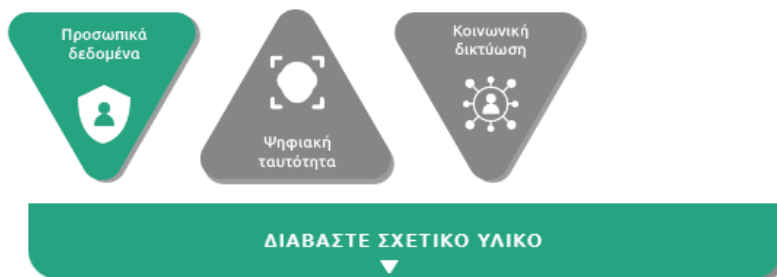 Προσωπικά
δεδομένα
Ψηφιακή
ταυτότητα
Κοινωνική
δικτύωση
ΔΙΑΒΑΣΤΕ ΣΧΕΤΙΚΟ ΥΛΙΚΟ